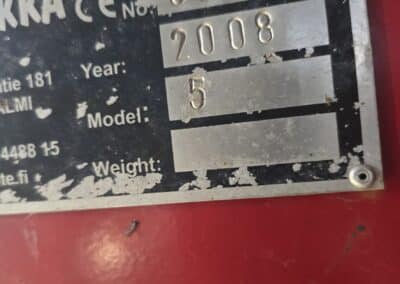 KKA CE No
2008
tie 181 Year:
ALMI Model: 5
4488 15
te.fi Weight: